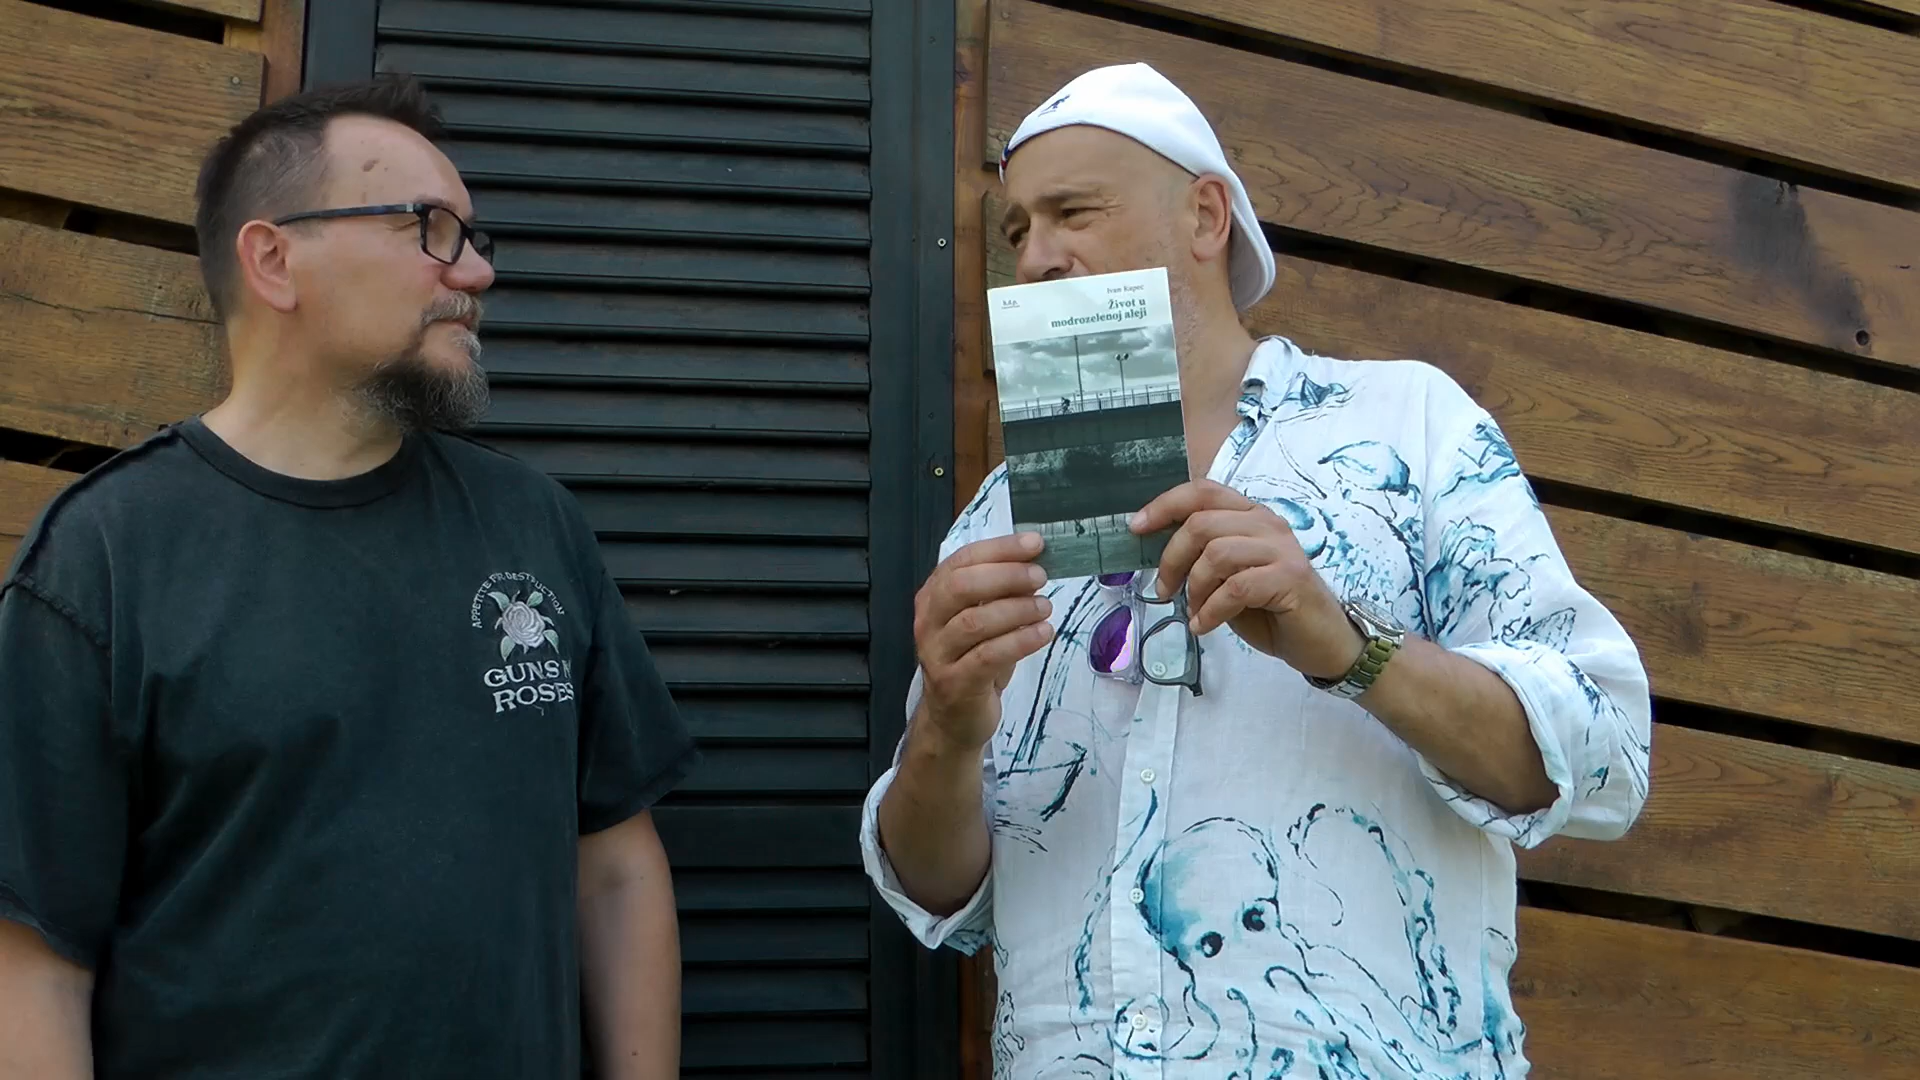 APPETITE FOR DESTRUCTION
GUNS N
ROSES
Ivan Kapec
Život u
modrozelenoj aleji